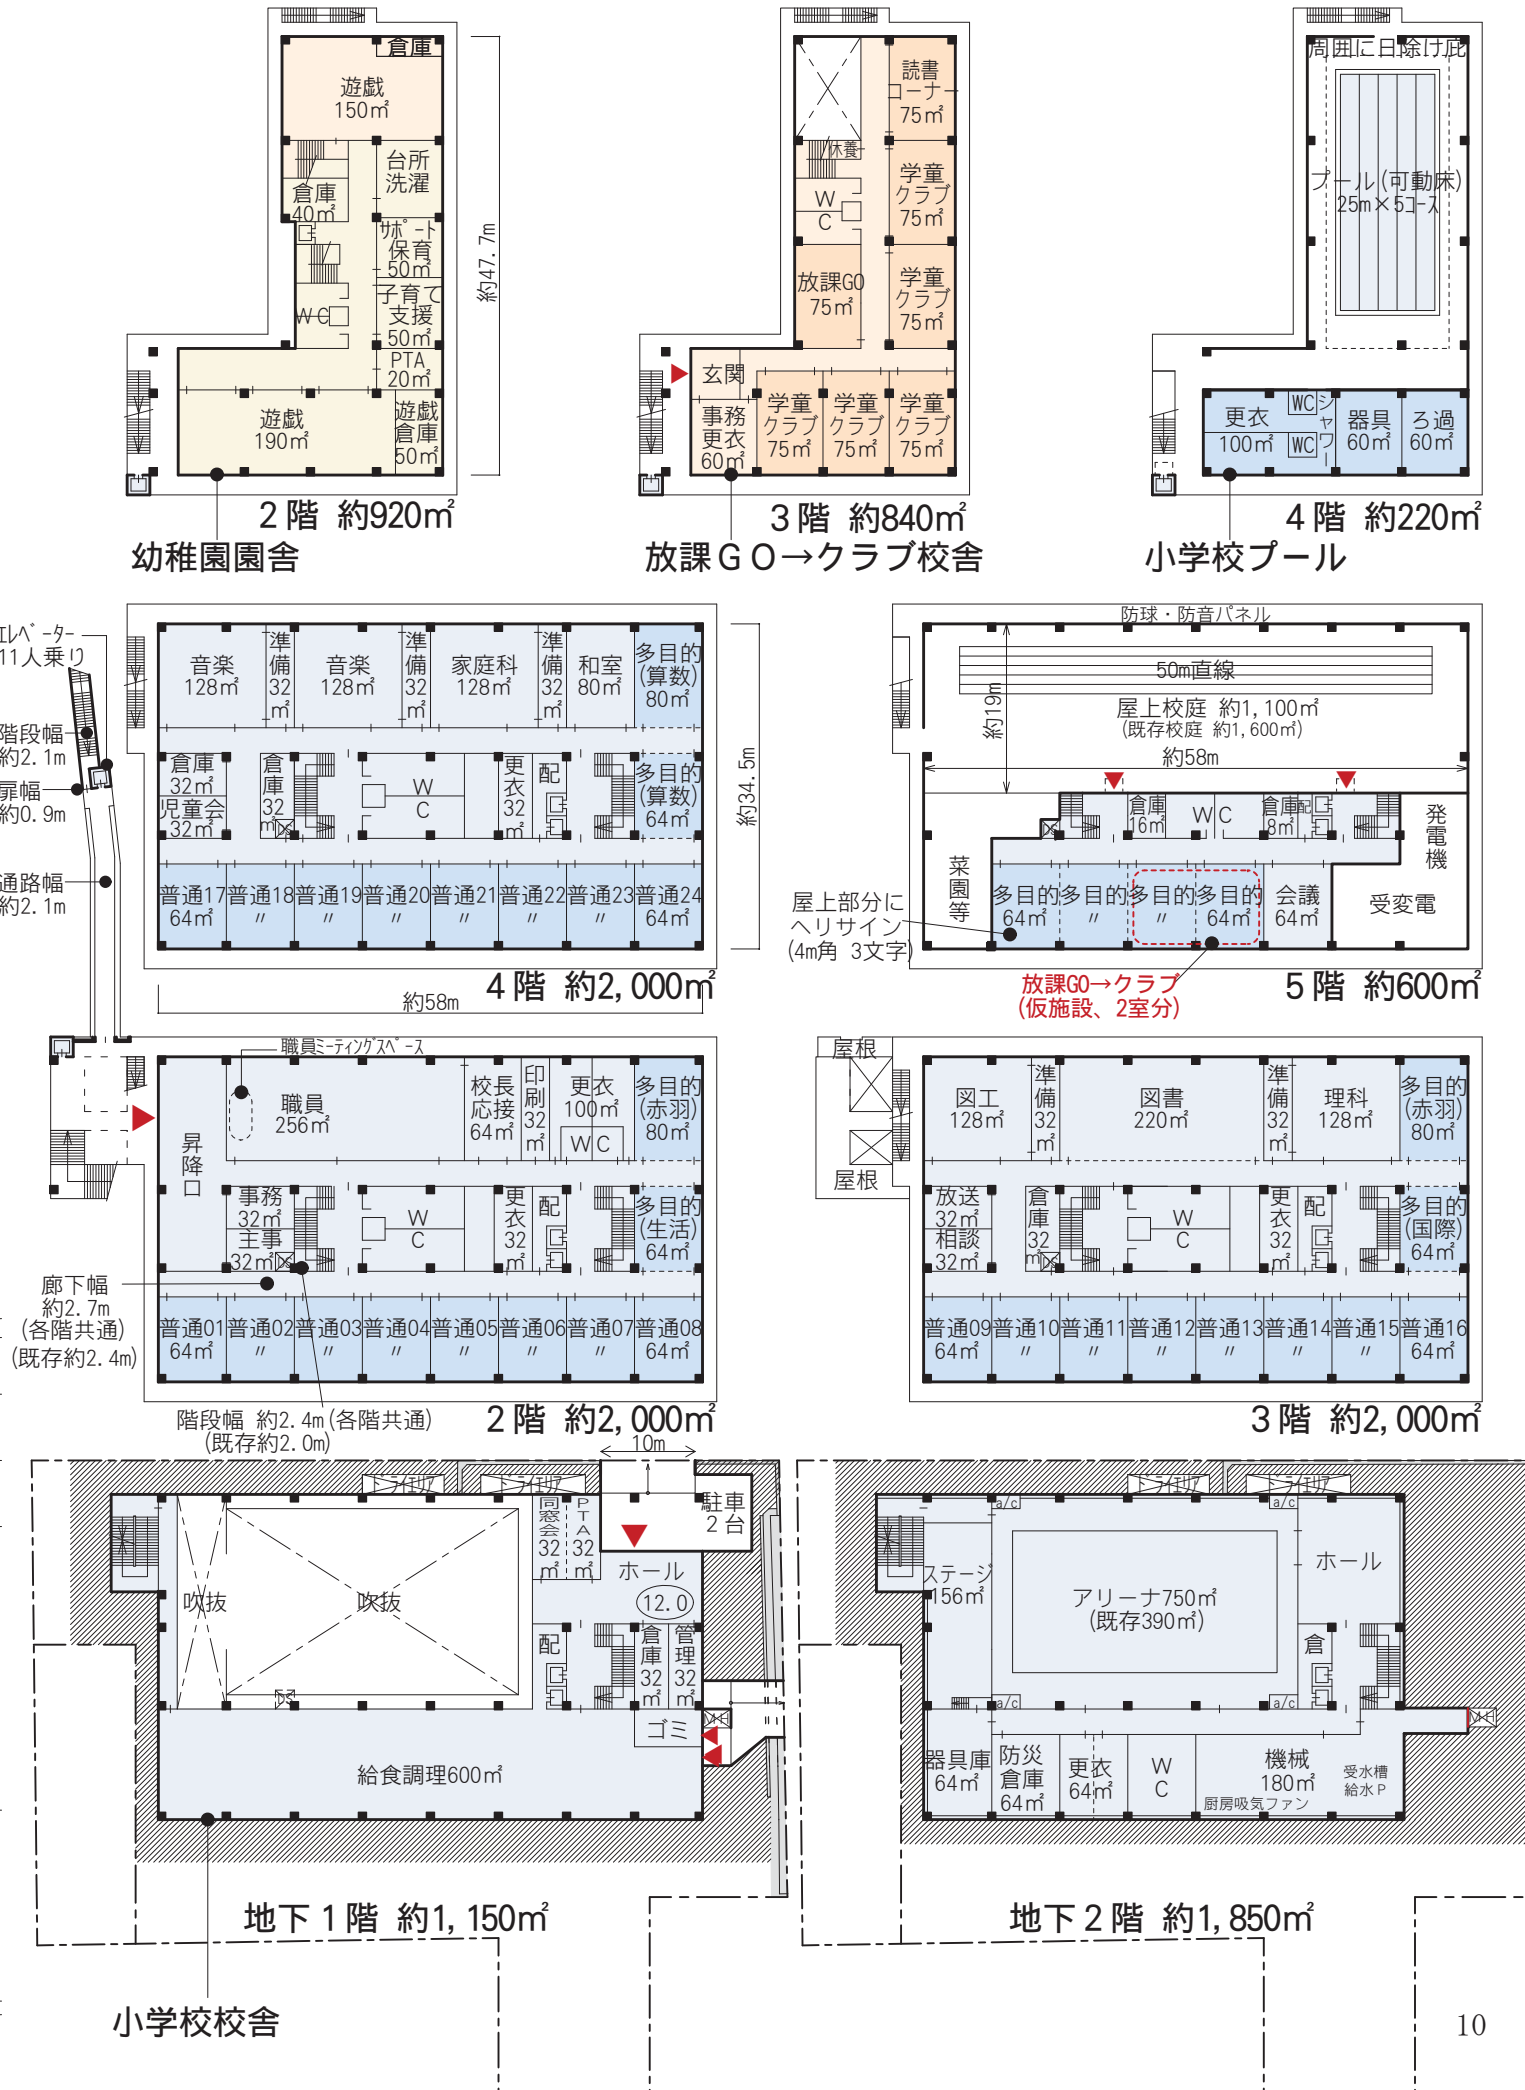 倉庫
遊戯
150㎡
台所
洗濯
倉庫
40㎡
サポート
保育
50㎡
子育て
支援
50㎡
WC
PTA
20㎡
遊戯
190㎡
遊戯
倉庫
50㎡
約47.7m
2階 約920㎡
幼稚園園舎
読書
コーナー
75㎡
休養
学童
クラブ
75㎡
W
C
放課GO
75㎡
学童
クラブ
75㎡
玄関
事務
更衣
60㎡
学童
クラブ
75㎡
学童
クラブ
75㎡
学童
クラブ
75㎡
3階 約840㎡
放課GO→クラブ校舎
周囲に日除け庇
プール(可動床)
25m×5コース
更衣
100㎡
WC
WC
シャワー
器具
60㎡
ろ過
60㎡
4階 約220㎡
小学校プール
エレベーター
11人乗り
階段幅
約2.1m
扉幅
約0.9m
通路幅
約2.1m
音楽
128㎡
準備
32㎡
音楽
128㎡
準備
32㎡
家庭科
128㎡
準備
32㎡
和室
80㎡
多目的
(算数)
80㎡
倉庫
32㎡
児童会
32㎡
倉庫
32㎡
DS
W
C
更衣
32㎡
配
多目的
(算数)
64㎡
普通17
64㎡
普通18
〃
普通19
〃
普通20
〃
普通21
〃
普通22
〃
普通23
〃
普通24
64㎡
約34.5m
4階 約2,000㎡
約58m
防球・防音パネル
50m直線
屋上校庭 約1,100㎡
(既存校庭 約1,600㎡)
約19m
約58m
倉庫
16㎡
WC
倉庫
8㎡
配
DS
発電機
菜園等
多目的
64㎡
多目的
〃
多目的
〃
多目的
64㎡
会議
64㎡
受変電
屋上部分に
ヘリサイン
(4m角 3文字)
放課GO→クラブ
(仮施設、2室分)
5階 約600㎡
職員ミーティングスペース
職員
256㎡
校長
応接
64㎡
印刷
32㎡
更衣
100㎡
WC
多目的
(赤羽)
80㎡
昇降口
事務
32㎡
主事
32㎡
DS
W
C
更衣
32㎡
配
多目的
(生活)
64㎡
廊下幅
約2.7m
(各階共通)
(既存約2.4m)
普通01
64㎡
普通02
〃
普通03
〃
普通04
〃
普通05
〃
普通06
〃
普通07
〃
普通08
64㎡
階段幅 約2.4m(各階共通)
(既存約2.0m)
2階 約2,000㎡
屋根
屋根
図工
128㎡
準備
32㎡
図書
220㎡
準備
32㎡
理科
128㎡
多目的
(赤羽)
80㎡
放送
32㎡
相談
32㎡
倉庫
32㎡
DS
W
C
更衣
32㎡
配
多目的
(国際)
64㎡
普通09
64㎡
普通10
〃
普通11
〃
普通12
〃
普通13
〃
普通14
〃
普通15
〃
普通16
64㎡
3階 約2,000㎡
10m
ドライエリア
ドライエリア
同窓会
32㎡
PTA
32㎡
駐車
2台
ホール
12.0
吹抜
吹抜
配
倉庫
32㎡
管理
32㎡
DS
ゴミ
MH
給食調理600㎡
地下1階 約1,150㎡
小学校校舎
ドライエリア
ドライエリア
a/c
a/c
ステージ
156㎡
アリーナ750㎡
(既存390㎡)
ホール
倉
a/c
a/c
MH
器具庫
64㎡
防災
倉庫
64㎡
更衣
64㎡
W
C
機械
180㎡
受水槽
給水P
厨房吸気ファン
地下2階 約1,850㎡
10